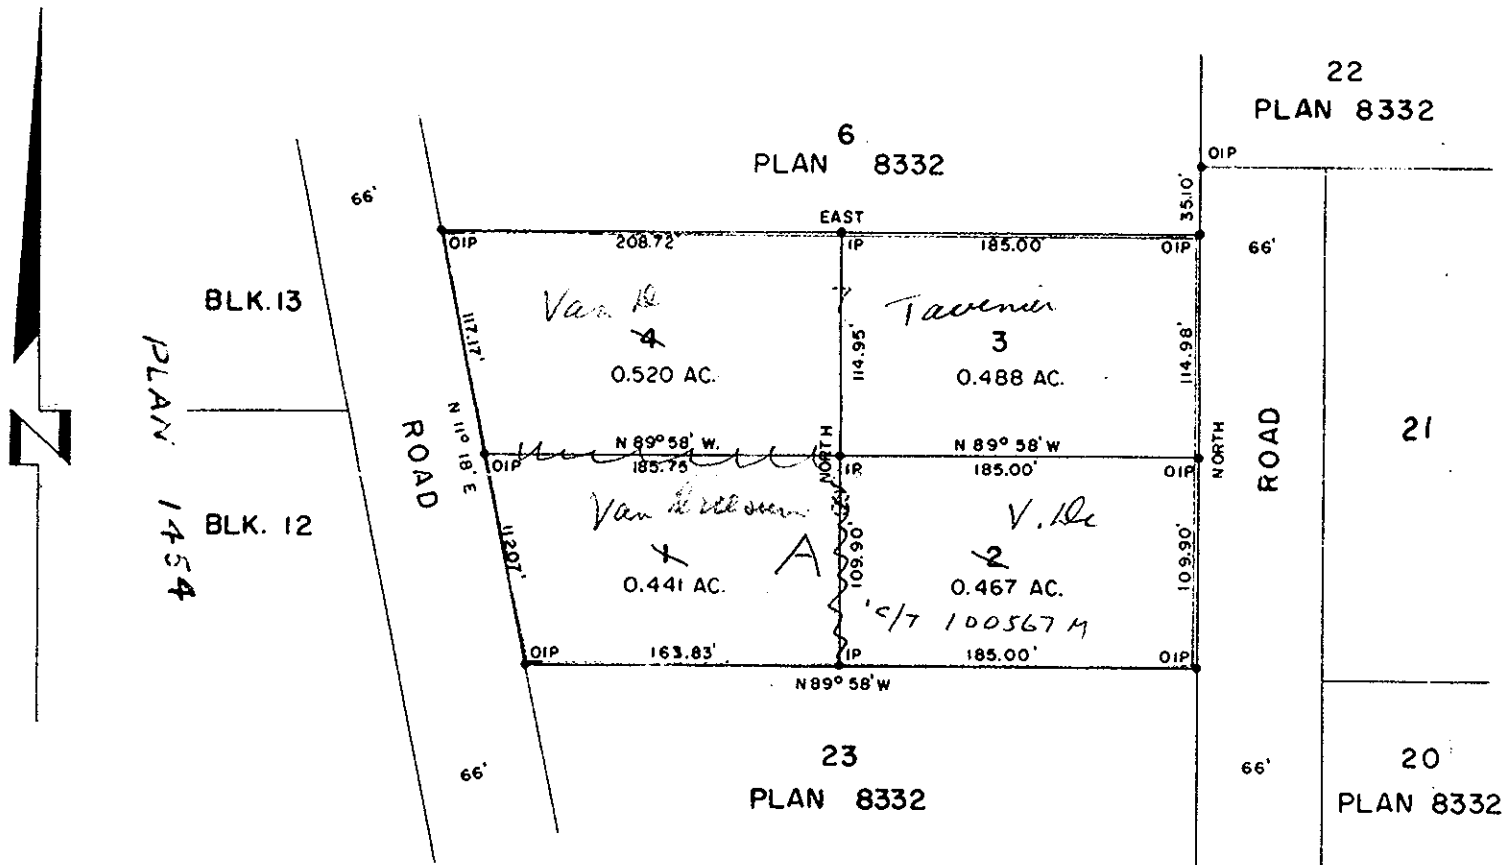 22
PLAN 8332
6
PLAN 8332
OIP
35.10'
66'
EAST
OIP
208.72'
IP
185.00'
OIP
66'
BLK.13
Van D
Tavernier
4
3
117.17'
114.95'
114.98'
0.520 AC.
0.488 AC.
PLAN 1454
ROAD
N 11° 18' E
N 89° 58' W.
NORTH
N 89° 58' W
NORTH
ROAD
21
OIP
185.75'
IP
185.00'
OIP
BLK. 12
Van
V. De
112.07'
1
A
109.90'
2
109.90'
0.441 AC.
0.467 AC.
C/T 100567 M
OIP
163.83'
IP
185.00'
OIP
N 89° 58' W
66'
23
PLAN 8332
66'
20
PLAN 8332